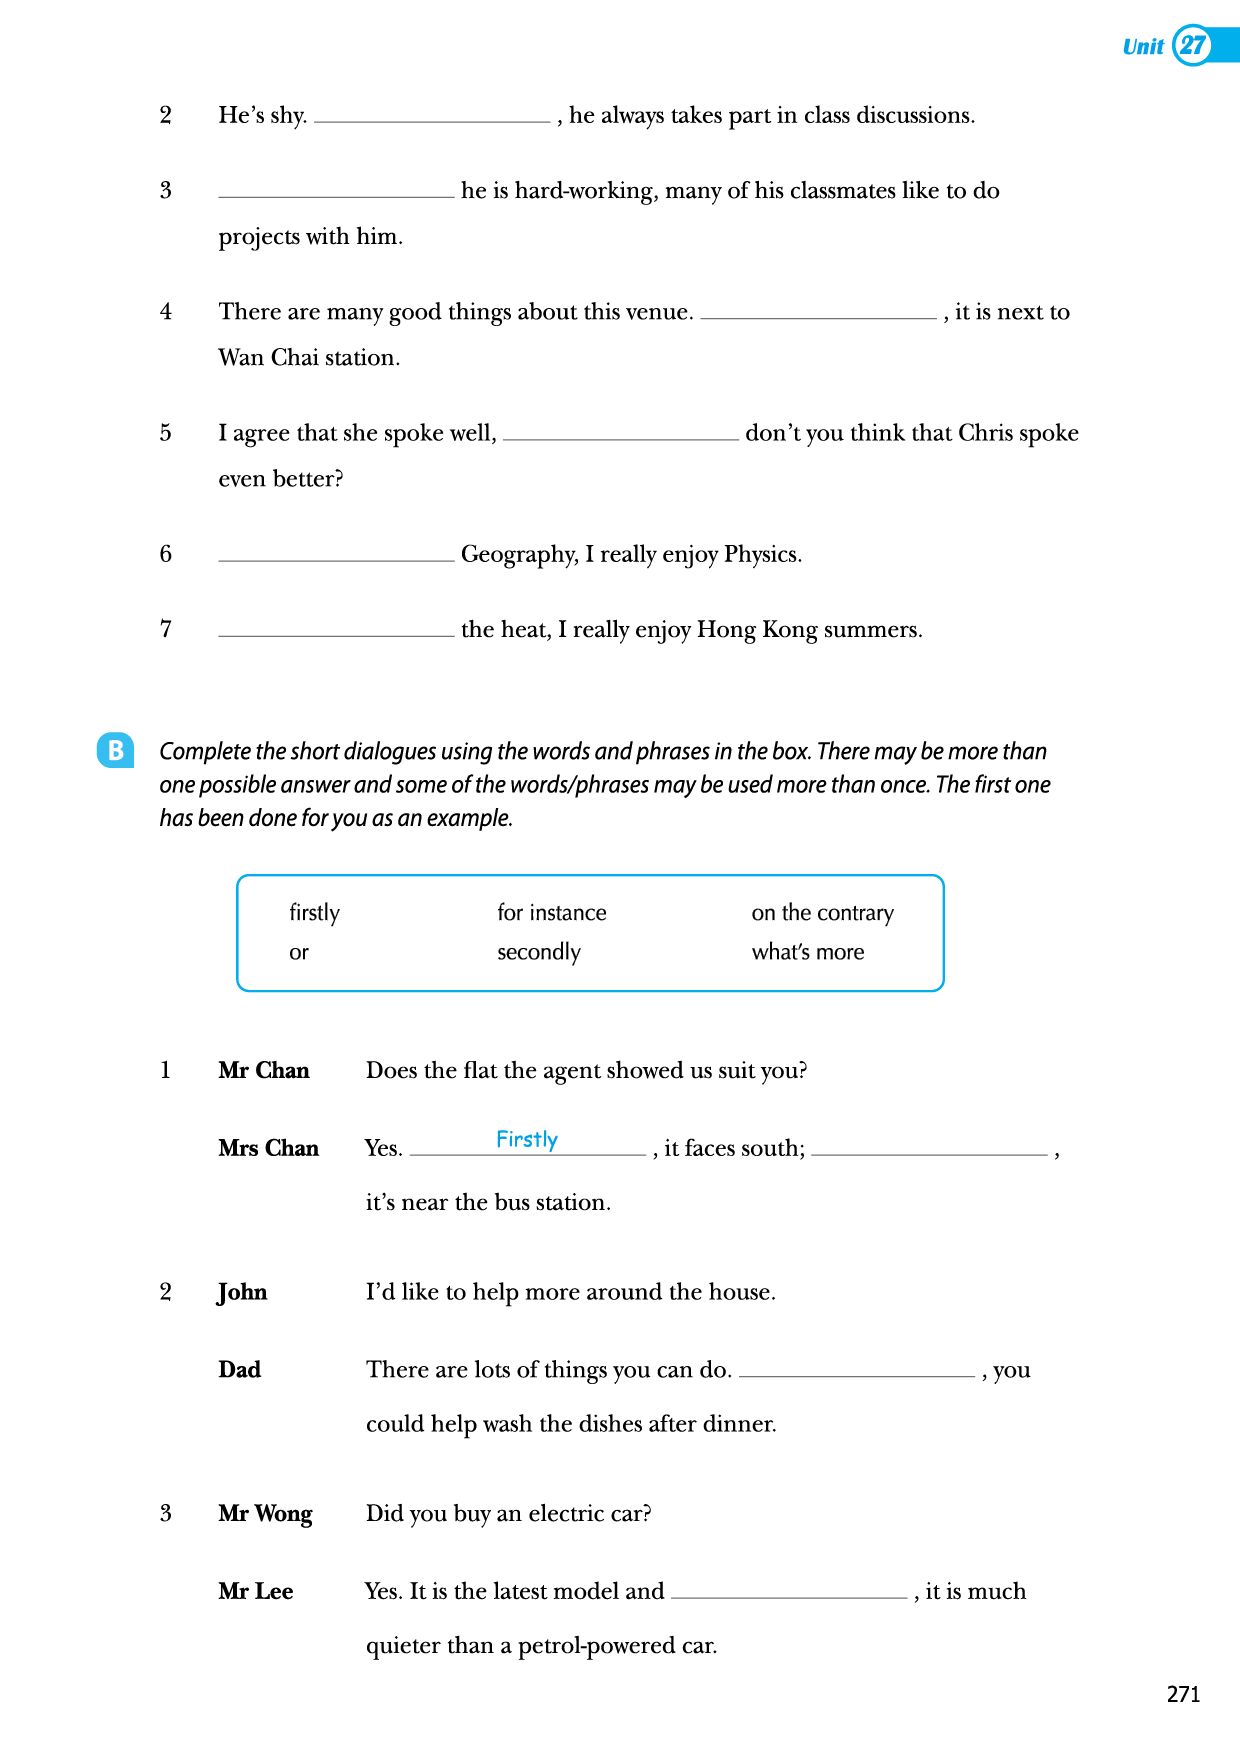 Unit 27
2 He's shy. ____________________ , he always takes part in class discussions.
3 ____________________ he is hard-working, many of his classmates like to do
projects with him.
4 There are many good things about this venue. ____________________ , it is next to
Wan Chai station.
5 I agree that she spoke well, ____________________ don't you think that Chris spoke
even better?
6 ____________________ Geography, I really enjoy Physics.
7 ____________________ the heat, I really enjoy Hong Kong summers.
B Complete the short dialogues using the words and phrases in the box. There may be more than
one possible answer and some of the words/phrases may be used more than once. The first one
has been done for you as an example.
firstly for instance on the contrary
or secondly what's more
1 Mr Chan Does the flat the agent showed us suit you?
Mrs Chan Yes. Firstly , it faces south; ____________________ ,
it's near the bus station.
2 John I'd like to help more around the house.
Dad There are lots of things you can do. ____________________ , you
could help wash the dishes after dinner.
3 Mr Wong Did you buy an electric car?
Mr Lee Yes. It is the latest model and ____________________ , it is much
quieter than a petrol-powered car.
271